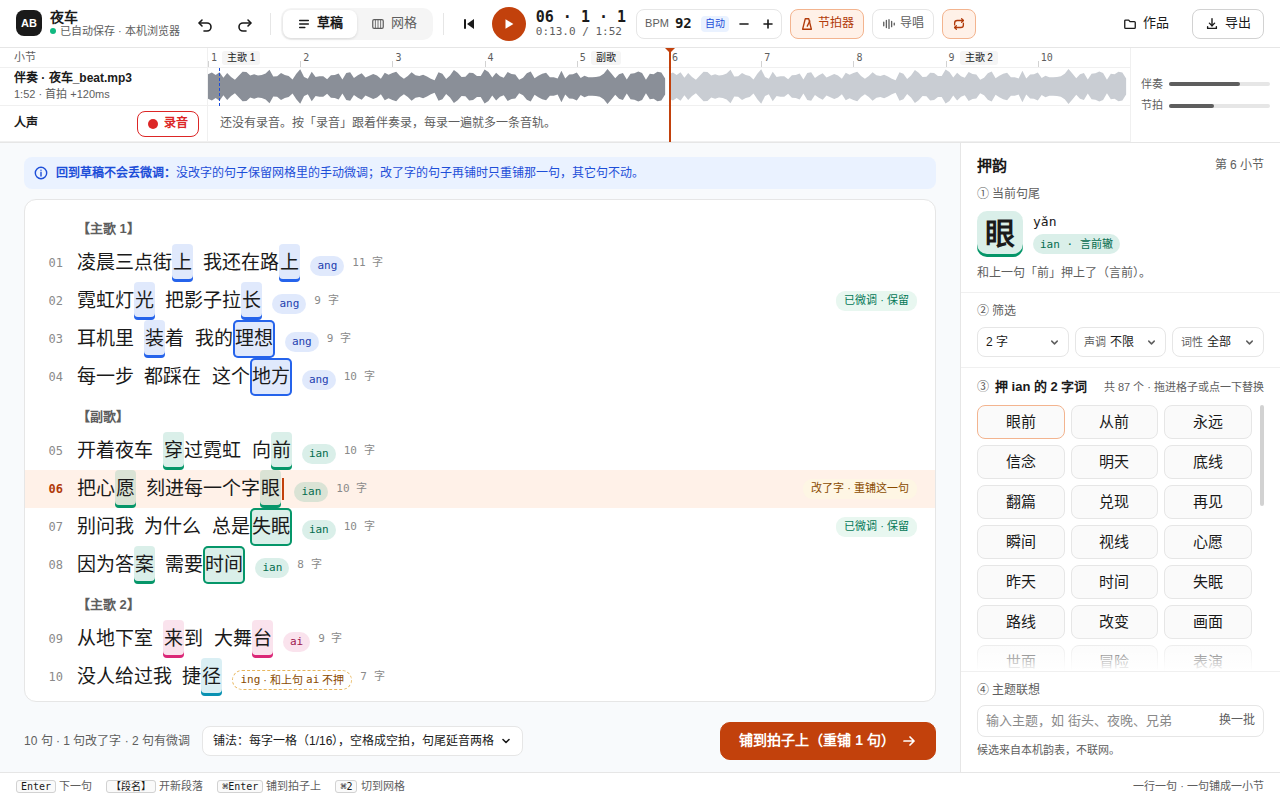 AB 夜车
已自动保存 · 本机浏览器
草稿 网格
06 · 1 · 1
0:13.0 / 1:52
BPM 92 自动 − +
节拍器 导唱
作品 导出
小节 1 主歌 1 2 3 4 5 副歌 6 7 8 9 主歌 2 10
伴奏 · 夜车_beat.mp3
1:52 · 首拍 +120ms
伴奏
节拍
人声 录音 还没有录音。按「录音」跟着伴奏录，每录一遍就多一条音轨。
回到草稿不会丢微调：没改字的句子保留网格里的手动微调；改了字的句子再铺时只重铺那一句，其它句不动。
【主歌 1】
01 凌晨三点街上 我还在路上 ang 11 字
02 霓虹灯光 把影子拉长 ang 9 字 已微调 · 保留
03 耳机里 装着 我的理想 ang 9 字
04 每一步 都踩在 这个地方 ang 10 字
【副歌】
05 开着夜车 穿过霓虹 向前 ian 10 字
06 把心愿 刻进每一个字眼 ian 10 字 改了字 · 重铺这一句
07 别问我 为什么 总是失眠 ian 10 字 已微调 · 保留
08 因为答案 需要时间 ian 8 字
【主歌 2】
09 从地下室 来到 大舞台 ai 9 字
10 没人给过我 捷径 ing · 和上句 ai 不押 7 字
10 句 · 1 句改了字 · 2 句有微调
铺法：每字一格（1/16），空格成空拍，句尾延音两格
铺到拍子上（重铺 1 句） →
押韵 第 6 小节
① 当前句尾
眼 yǎn
ian · 言前辙
和上一句「前」押上了（言前）。
② 筛选
2 字 声调 不限 词性 全部
③ 押 ian 的 2 字词 共 87 个 · 拖进格子或点一下替换
眼前 从前 永远
信念 明天 底线
翻篇 兑现 再见
瞬间 视线 心愿
昨天 时间 失眠
路线 改变 画面
世面 冒险 表演
④ 主题联想
输入主题，如 街头、夜晚、兄弟 换一批
候选来自本机韵表，不联网。
Enter 下一句 【段名】 开新段落 ⌘Enter 铺到拍子上 ⌘2 切到网格
一行一句 · 一句铺成一小节